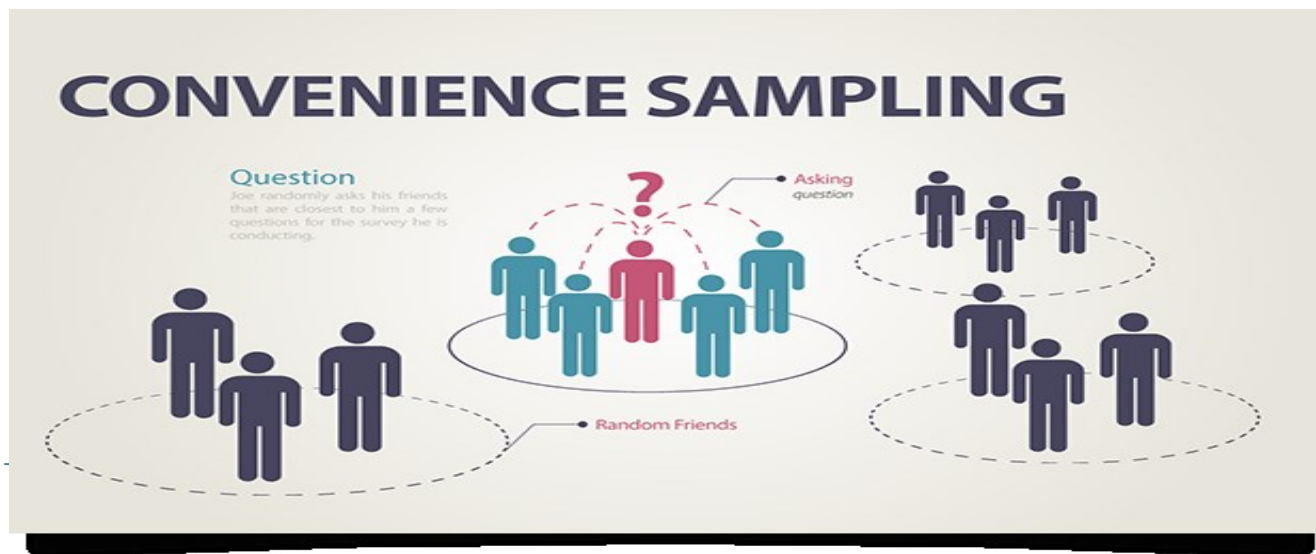 CONVENIENCE SAMPLING
Question
Joe randomly asks his friends
that are closest to him a few
questions for the survey he is
conducting.
?
Asking
question
Random Friends